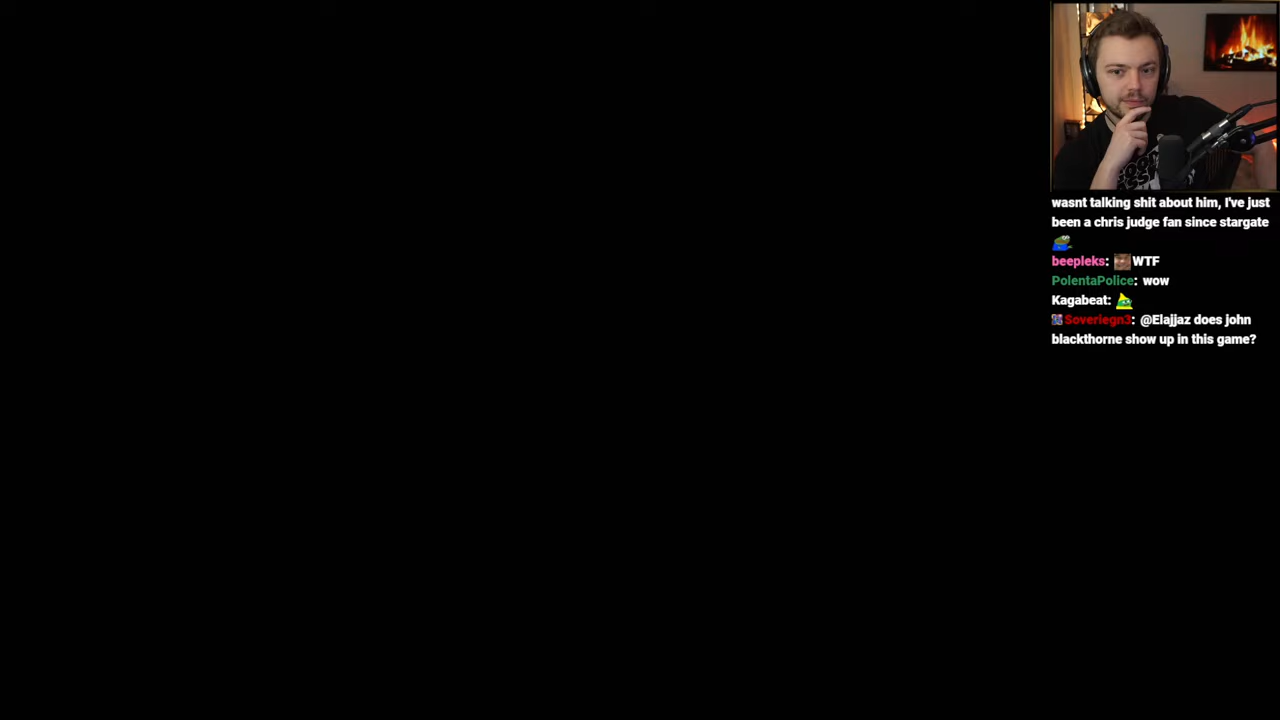 wasnt talking shit about him, I've just
been a chris judge fan since stargate
beepleks: WTF
PolentaPolice: wow
Kagabeat:
Soveriegn3: @Elajjaz does john
blackthorne show up in this game?